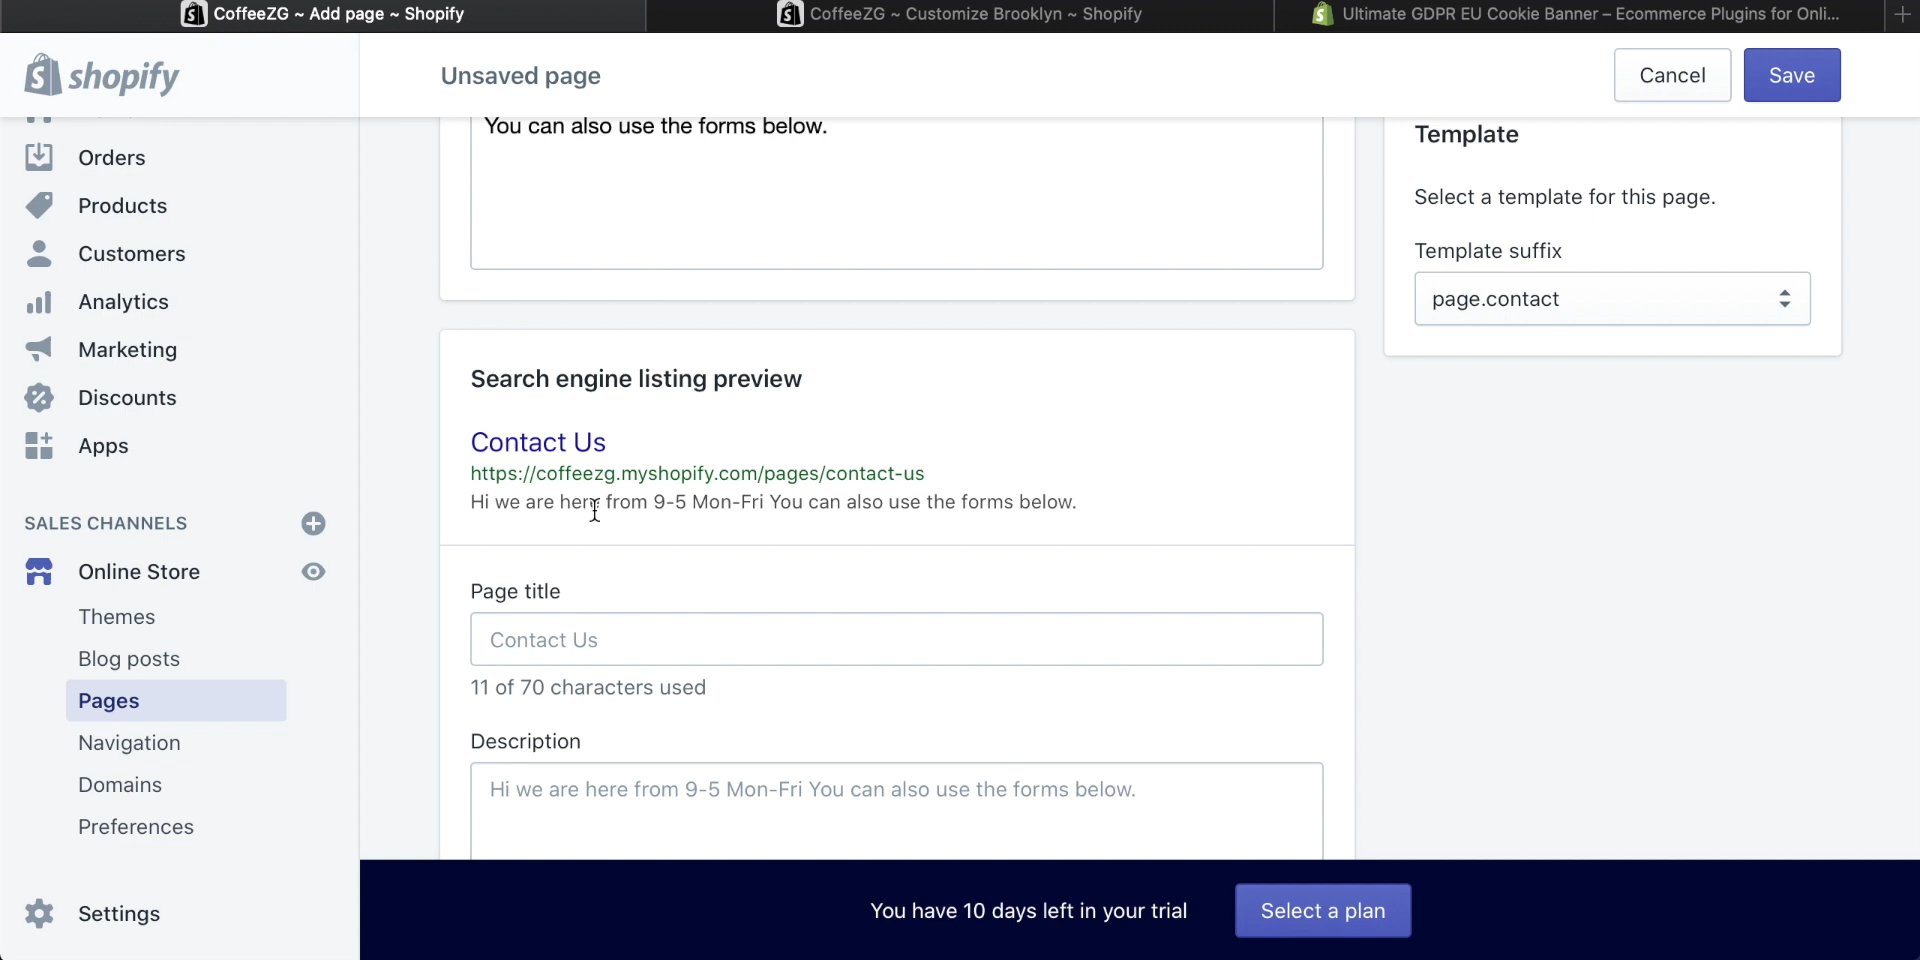 CoffeeZG ~ Add page ~ Shopify
CoffeeZG ~ Customize Brooklyn ~ Shopify
Ultimate GDPR EU Cookie Banner – Ecommerce Plugins for Onli...
shopify
Unsaved page
Cancel
Save
Orders
Products
Customers
Analytics
Marketing
Discounts
Apps
SALES CHANNELS
Online Store
Themes
Blog posts
Pages
Navigation
Domains
Preferences
Settings
You can also use the forms below.
Search engine listing preview
Contact Us
https://coffeezg.myshopify.com/pages/contact-us
Hi we are here from 9-5 Mon-Fri You can also use the forms below.
Page title
Contact Us
11 of 70 characters used
Description
Hi we are here from 9-5 Mon-Fri You can also use the forms below.
Template
Select a template for this page.
Template suffix
page.contact
You have 10 days left in your trial
Select a plan